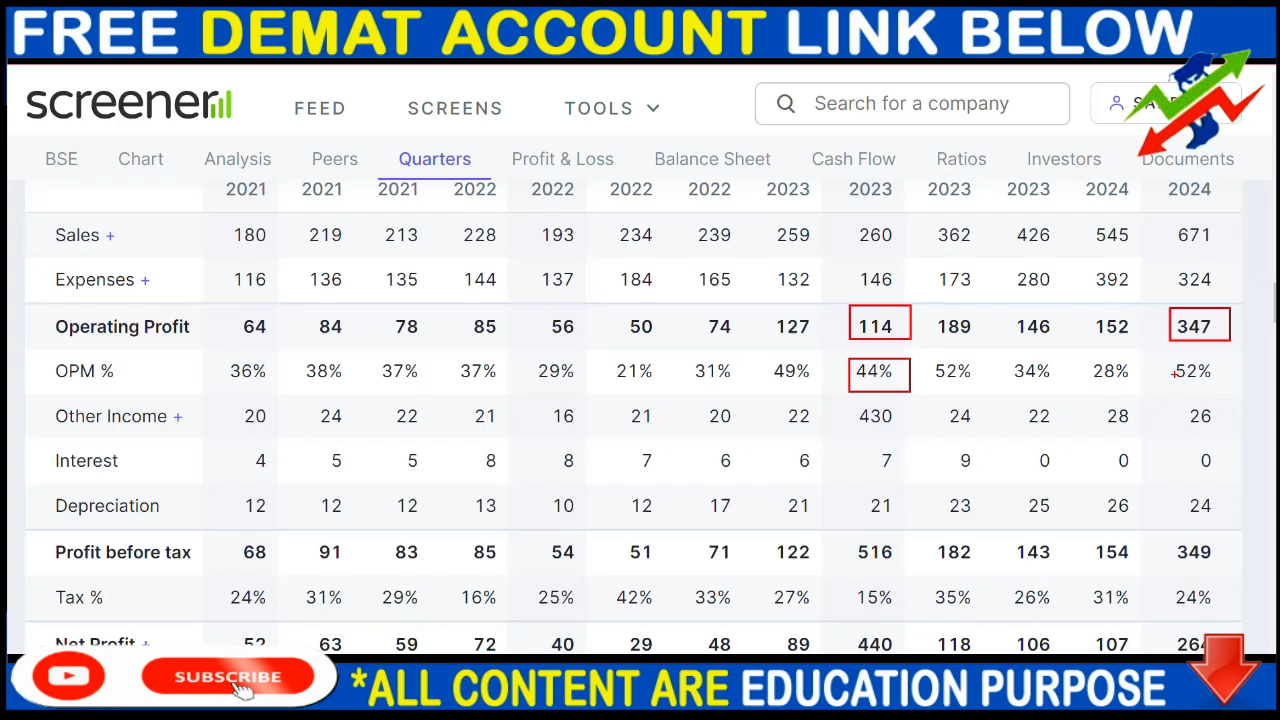 FREE DEMAT ACCOUNT LINK BELOW
screener
FEED SCREENS TOOLS Search for a company
BSE Chart Analysis Peers Quarters Profit & Loss Balance Sheet Cash Flow Ratios Investors Documents
2021 2021 2021 2022 2022 2022 2022 2023 2023 2023 2023 2024 2024
Sales + 180 219 213 228 193 234 239 259 260 362 426 545 671
Expenses + 116 136 135 144 137 184 165 132 146 173 280 392 324
Operating Profit 64 84 78 85 56 50 74 127 114 189 146 152 347
OPM % 36% 38% 37% 37% 29% 21% 31% 49% 44% 52% 34% 28% 52%
Other Income + 20 24 22 21 16 21 20 22 430 24 22 28 26
Interest 4 5 5 8 8 7 6 6 7 9 0 0 0
Depreciation 12 12 12 13 10 12 17 21 21 23 25 26 24
Profit before tax 68 91 83 85 54 51 71 122 516 182 143 154 349
Tax % 24% 31% 29% 16% 25% 42% 33% 27% 15% 35% 26% 31% 24%
Net Profit + 52 63 59 72 40 29 48 89 440 118 106 107 264
SUBSCRIBE
*ALL CONTENT ARE EDUCATION PURPOSE